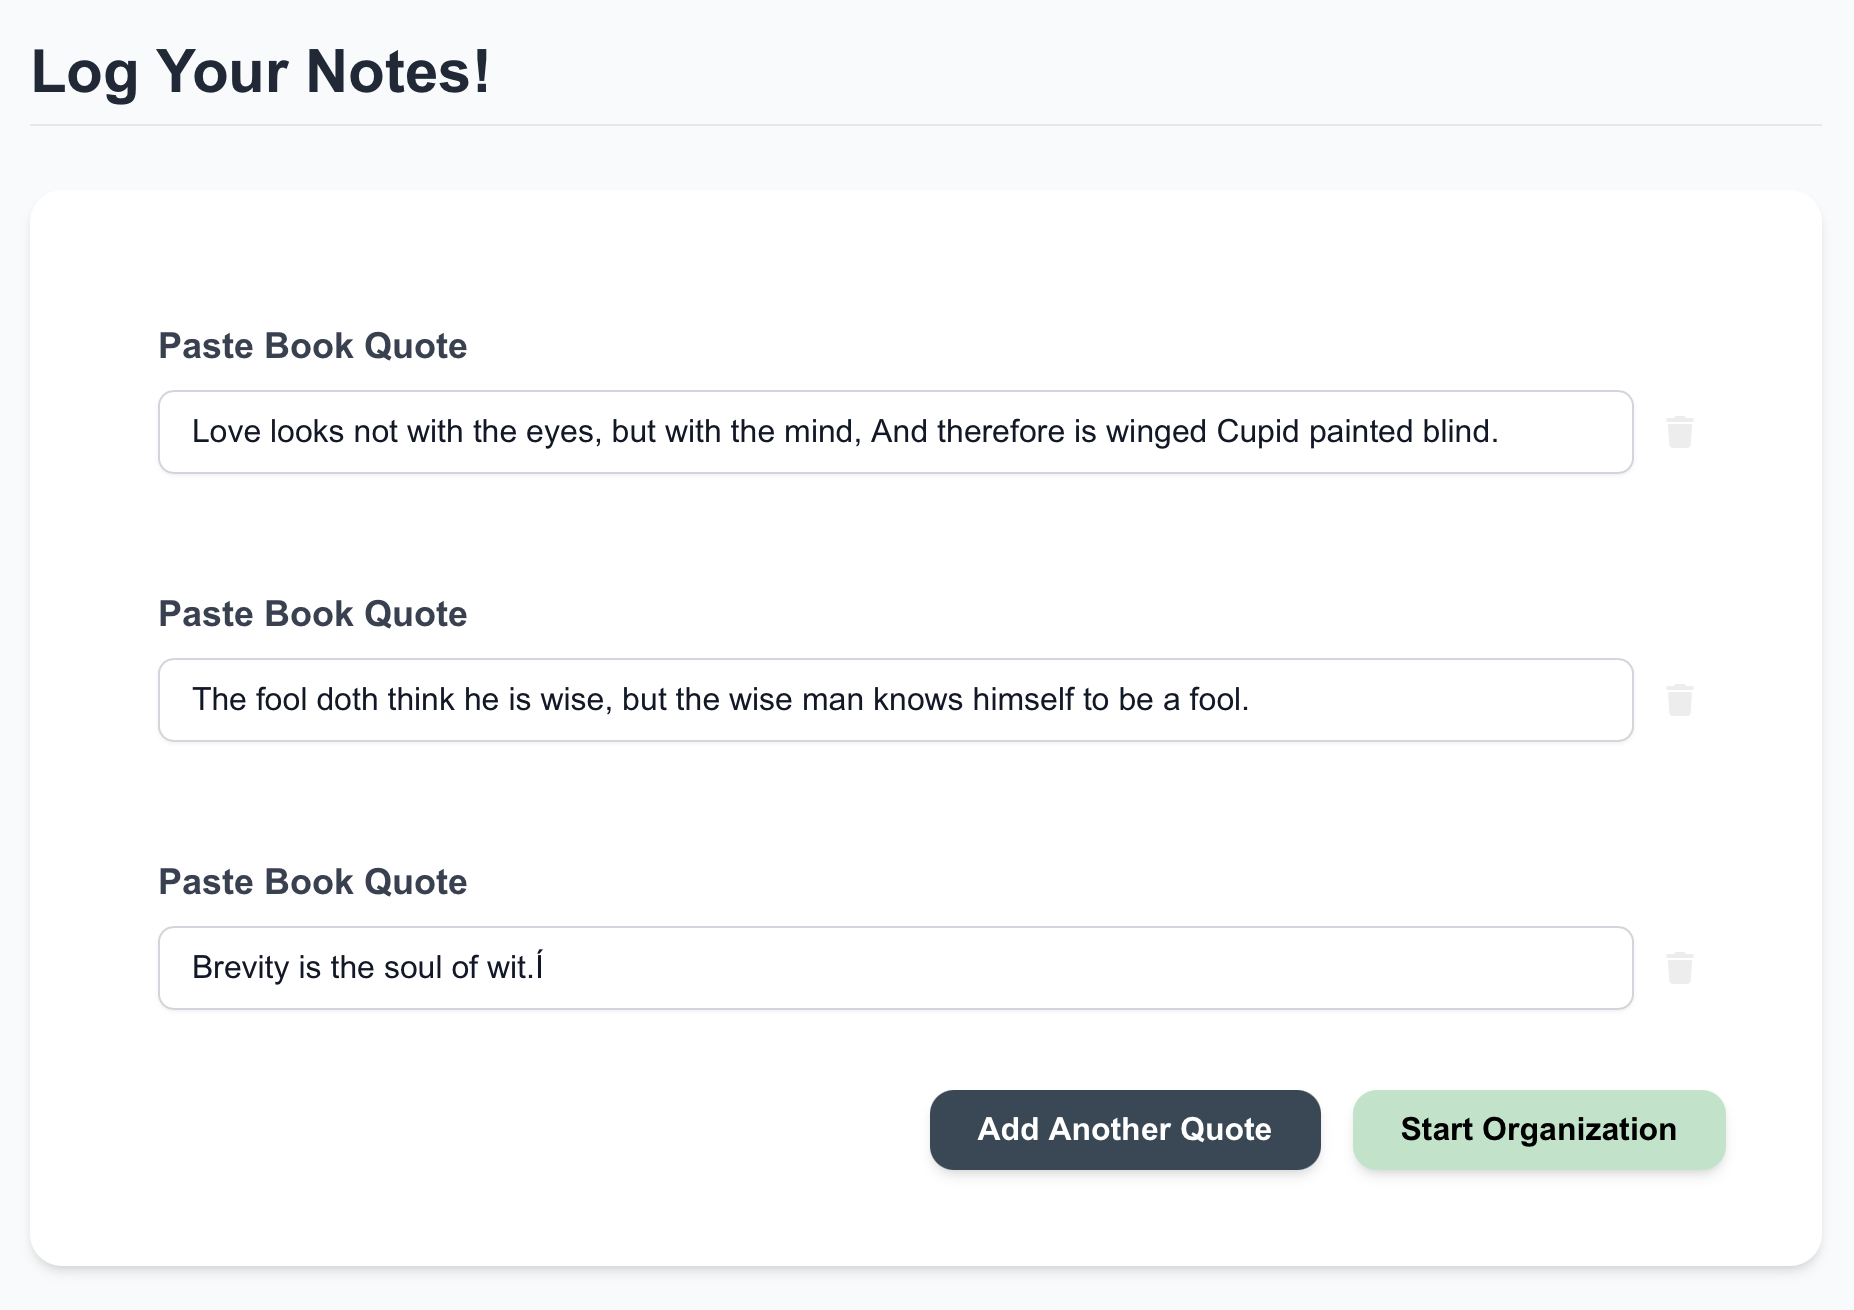 Log Your Notes!
Paste Book Quote
Love looks not with the eyes, but with the mind, And therefore is winged Cupid painted blind.
Paste Book Quote
The fool doth think he is wise, but the wise man knows himself to be a fool.
Paste Book Quote
Brevity is the soul of wit.Í
Add Another Quote
Start Organization